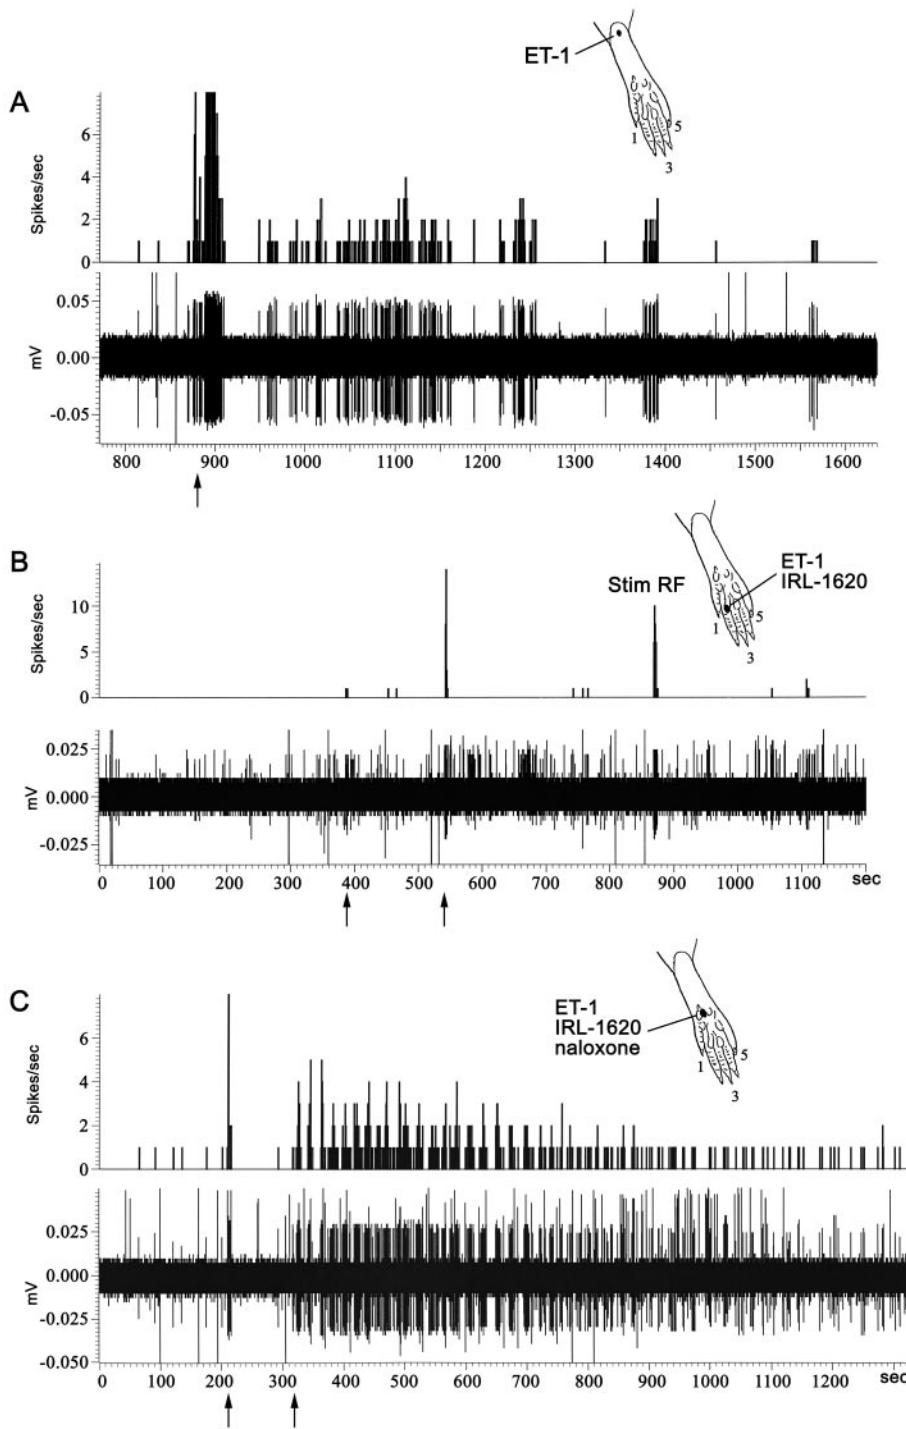 ET-1
A
5
1
3
Spikes/sec
6
4
2
0
mV
0.05
0.00
-0.05
800 900 1000 1100 1200 1300 1400 1500 1600
B
ET-1
IRL-1620
Stim RF
5
1
3
Spikes/sec
10
5
0
mV
0.025
0.000
-0.025
0 100 200 300 400 500 600 700 800 900 1000 1100 sec
C
ET-1
IRL-1620
naloxone
5
1
3
Spikes/sec
6
4
2
0
mV
0.025
0.000
-0.025
-0.050
0 100 200 300 400 500 600 700 800 900 1000 1100 1200 sec